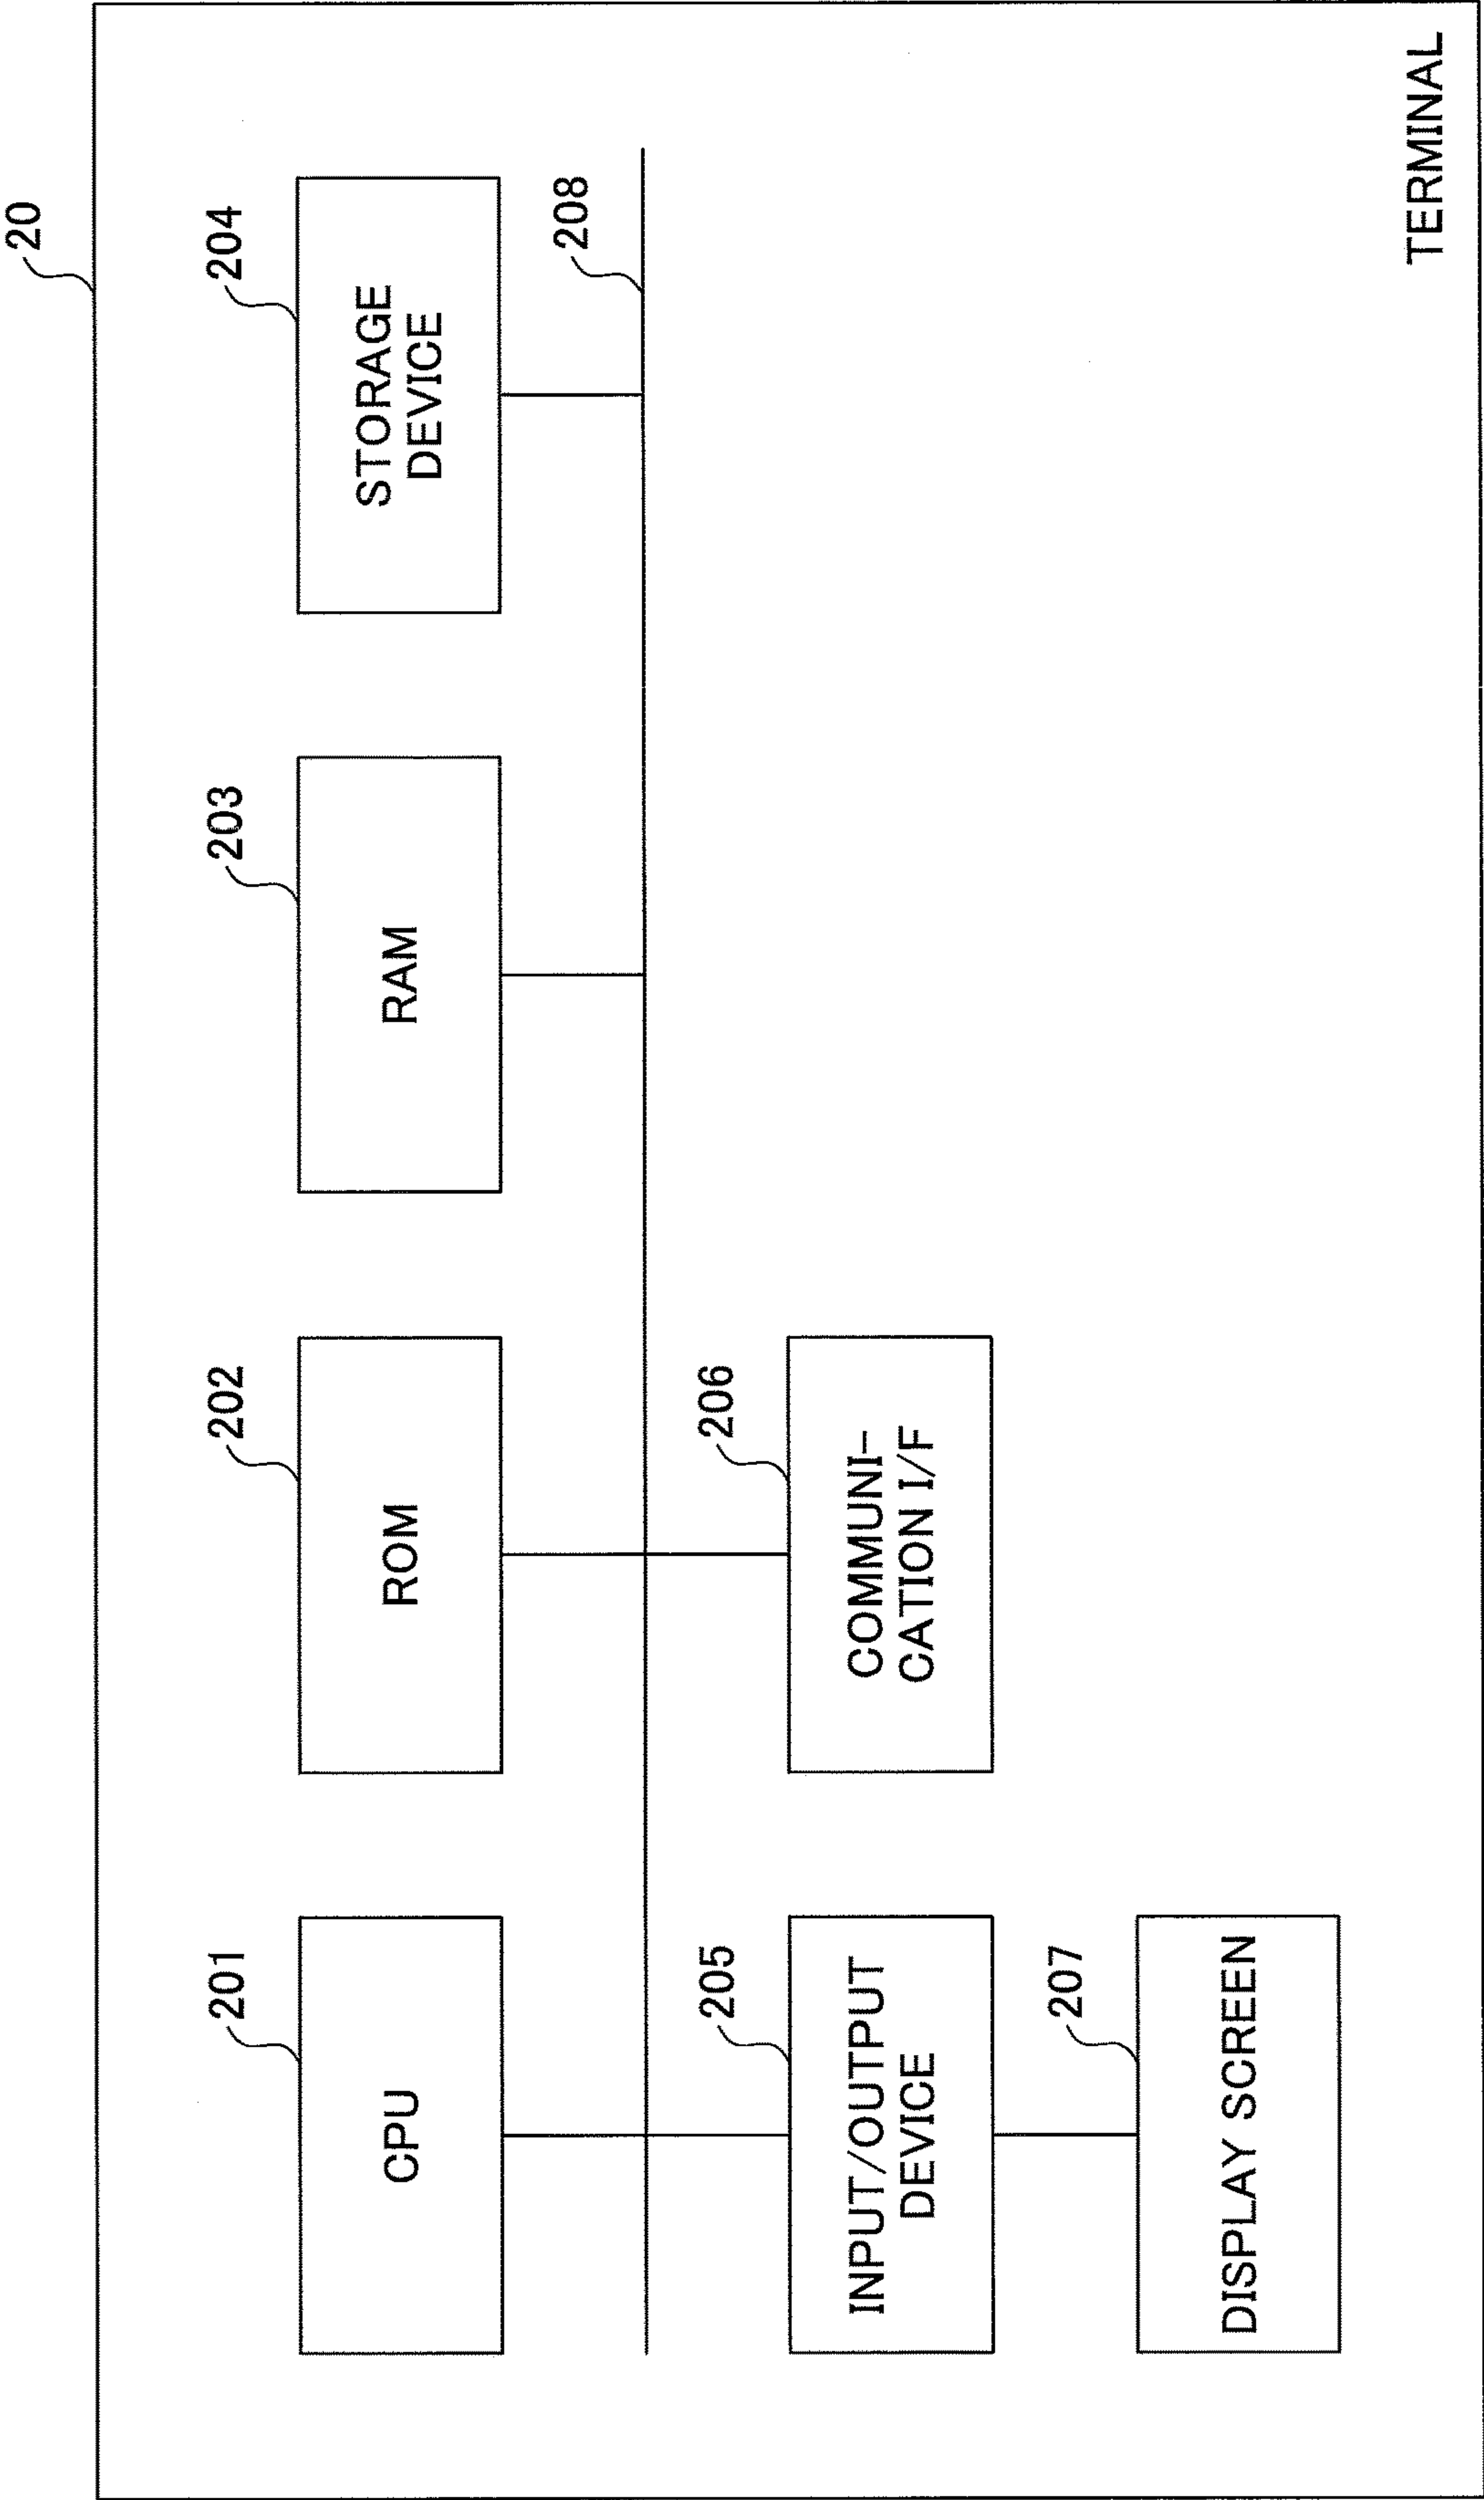 20
201
CPU
202
ROM
203
RAM
204
STORAGE
DEVICE
208
205
INPUT/OUTPUT
DEVICE
206
COMMUNI-
CATION I/F
207
DISPLAY SCREEN
TERMINAL